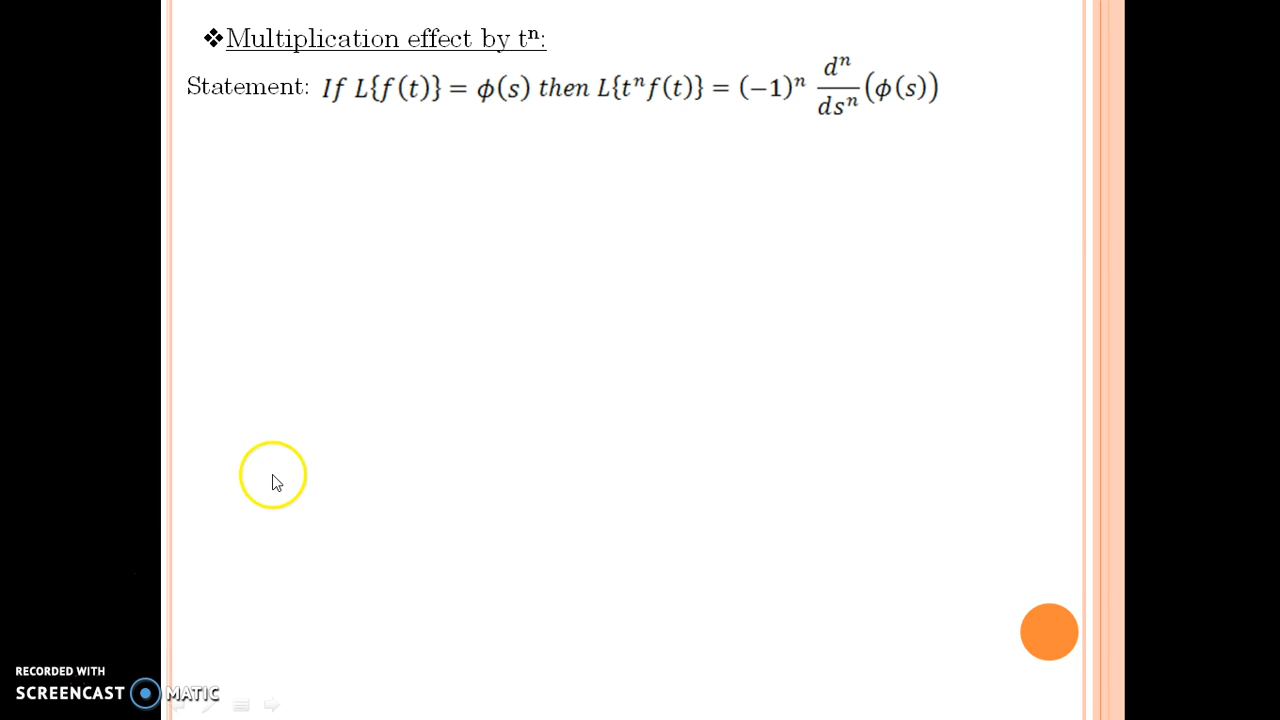 ❖Multiplication effect by tⁿ:
Statement: If L{f(t)} = ϕ(s) then L{tⁿf(t)} = (−1)ⁿ dⁿ/dsⁿ (ϕ(s))
RECORDED WITH
SCREENCAST MATIC